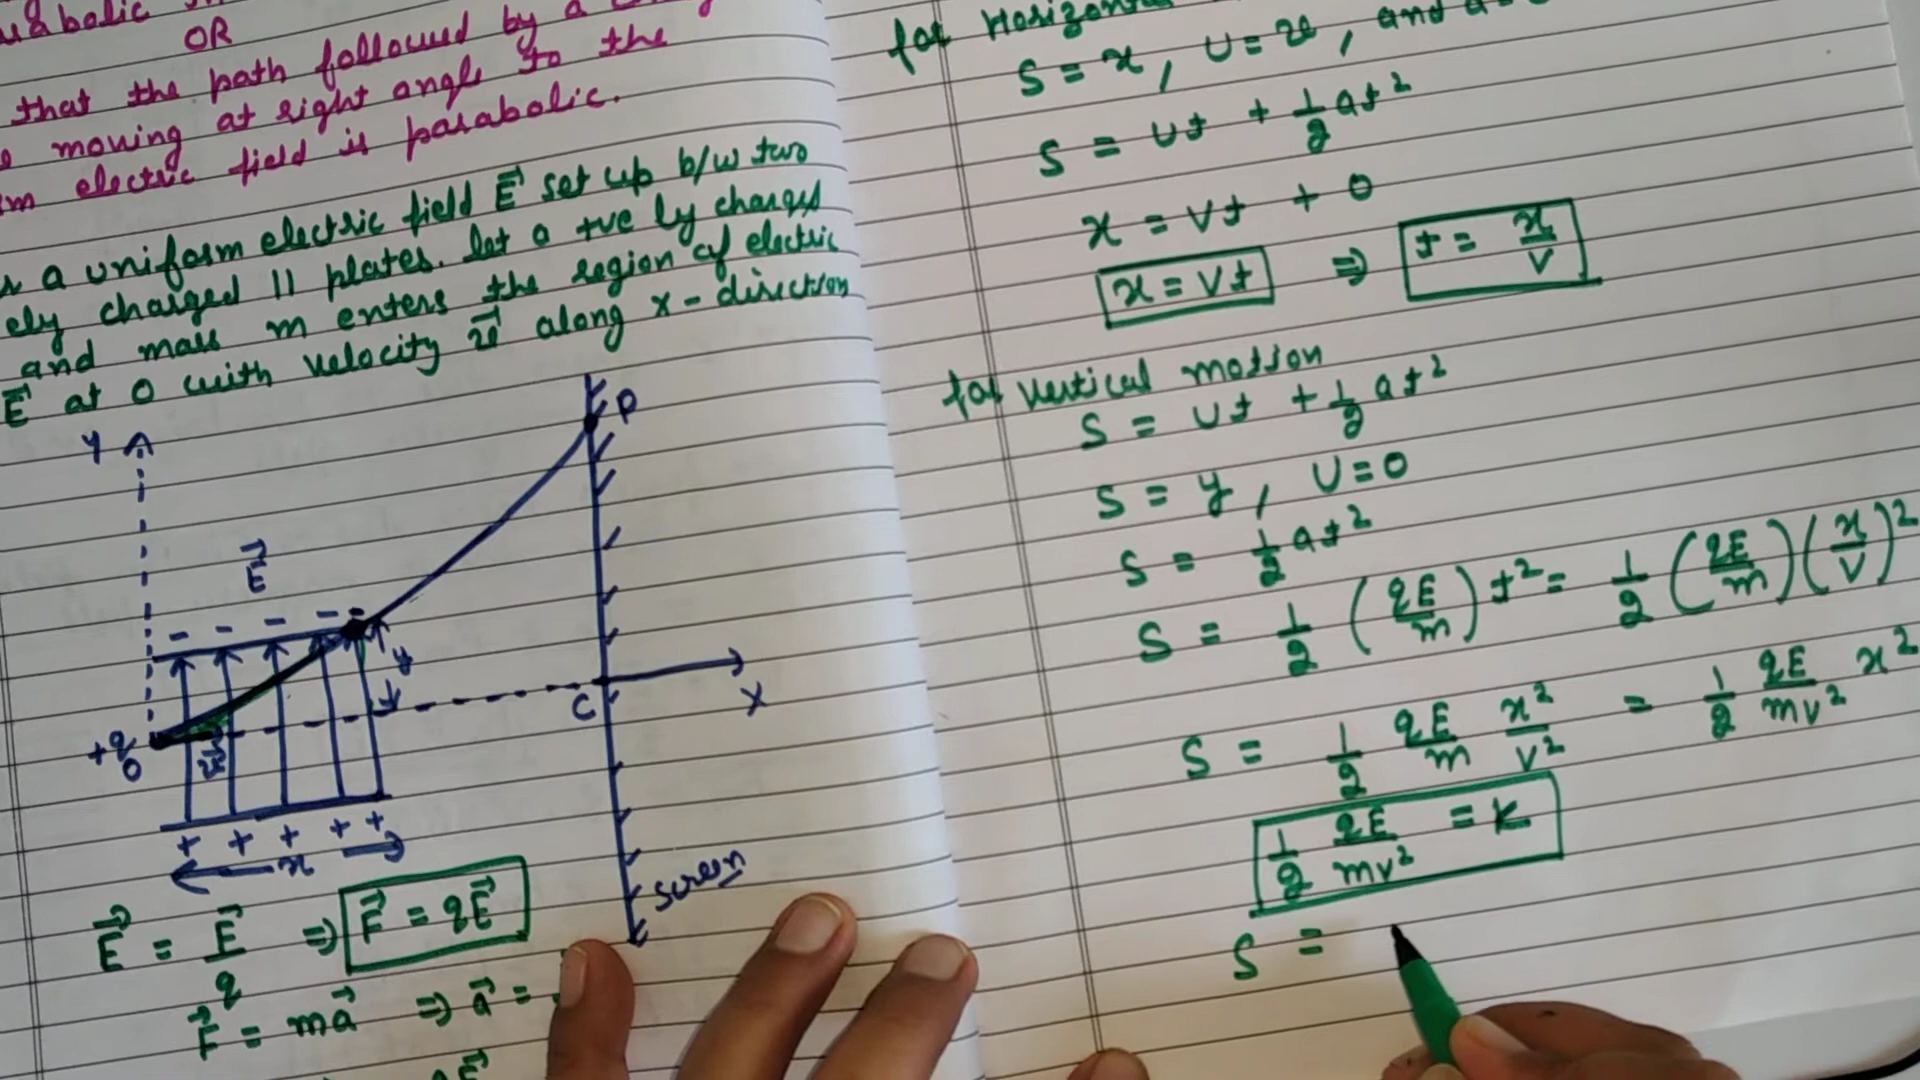 OR
that the path followed by a
moving at right angle to the
electric field is parabolic.
a uniform electric field E⃗ set up b/w two
ely charged || plates. let a +ve ly charged
and mass m enters the region of electric
E⃗ at O with velocity v⃗ along x-direction
Y
P
E⃗
- - - - -
y
C
X
+q
O
v⃗
+ + + + +
x
Screen
E⃗ = F⃗/q ⇒ F⃗ = qE⃗
F⃗ = ma⃗ ⇒ a⃗ =
for Horizontal
S = x, U = v, and a =
S = Ut + 1/2 at²
x = vt + 0
x = vt ⇒ t = x/v
for vertical motion
S = Ut + 1/2 at²
S = y, U = 0
S = 1/2 at²
S = 1/2 (qE/m) t² = 1/2 (qE/m)(x/v)²
S = 1/2 qE/m x²/v² = 1/2 qE/mv² x²
1/2 qE/mv² = K
S =